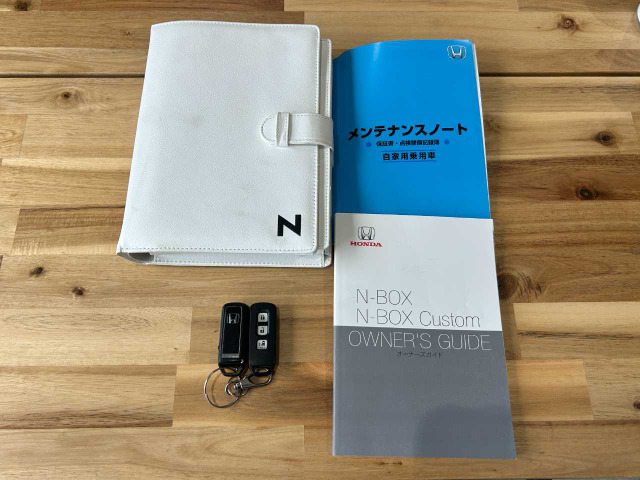 N
メンテナンスノート
保証書・点検整備記録簿
自家用乗用車
HONDA
N-BOX
N-BOX Custom
OWNER'S GUIDE
オーナーズガイド